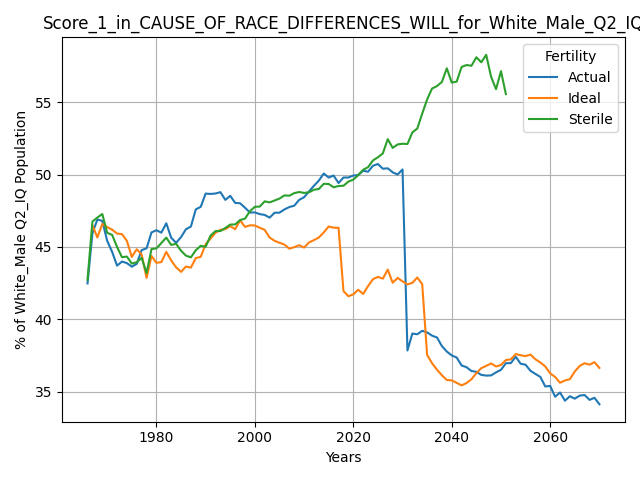 Score_1_in_CAUSE_OF_RACE_DIFFERENCES_WILL_for_White_Male_Q2_IQ
Fertility
Actual
Ideal
Sterile
% of White_Male Q2_IQ Population
55
50
45
40
35
1980
2000
2020
2040
2060
Years